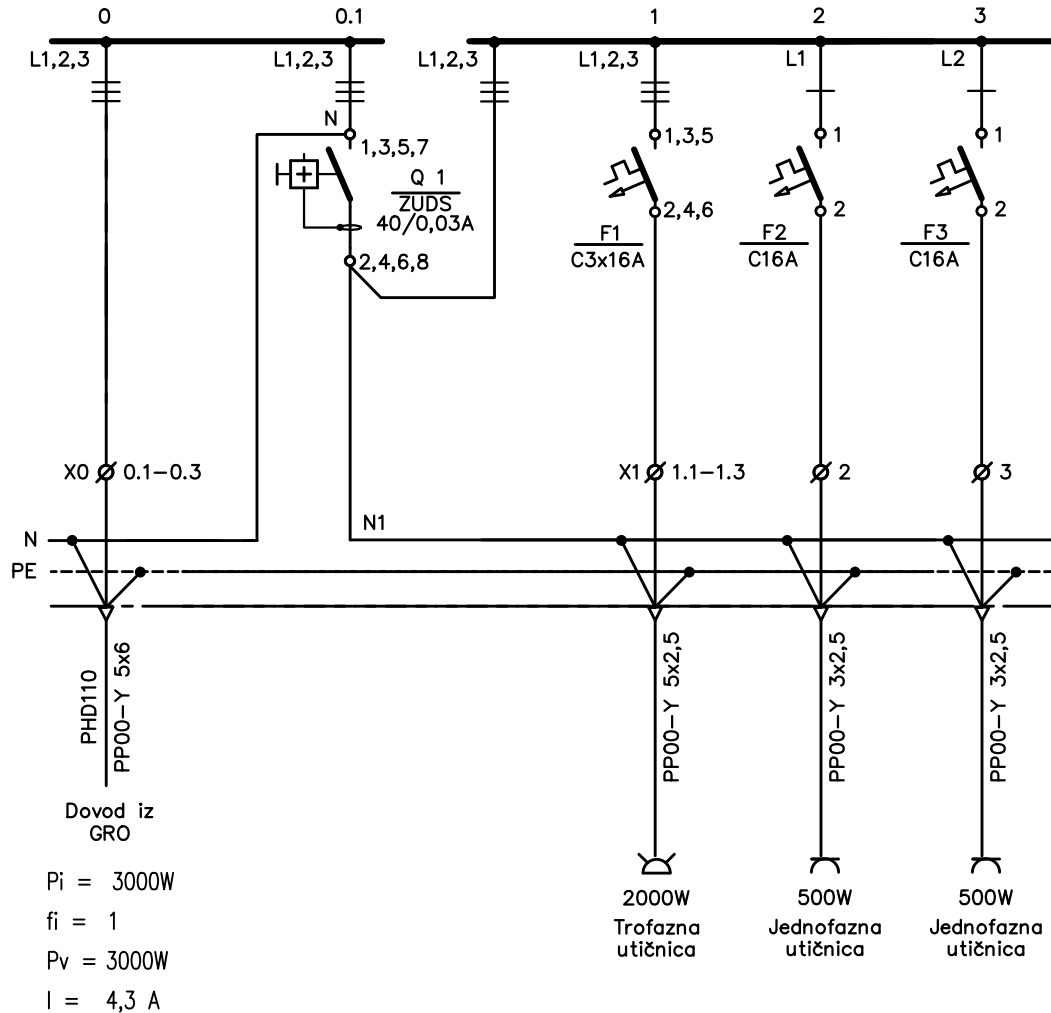 0 0.1 1 2 3
L1,2,3 L1,2,3 L1,2,3 L1,2,3 L1 L2
N
1,3,5,7 1,3,5 1 1
Q 1
ZUDS
40/0,03A
2,4,6 2 2
F1 F2 F3
C3x16A C16A C16A
2,4,6,8
X0 0.1-0.3 X1 1.1-1.3 2 3
N1
N
PE
PHD110
PP00-Y 5x6
PP00-Y 5x2,5
PP00-Y 3x2,5
PP00-Y 3x2,5
Dovod iz
GRO
Pi = 3000W
fi = 1
Pv = 3000W
I = 4,3 A
2000W
Trofazna
utičnica
500W
Jednofazna
utičnica
500W
Jednofazna
utičnica